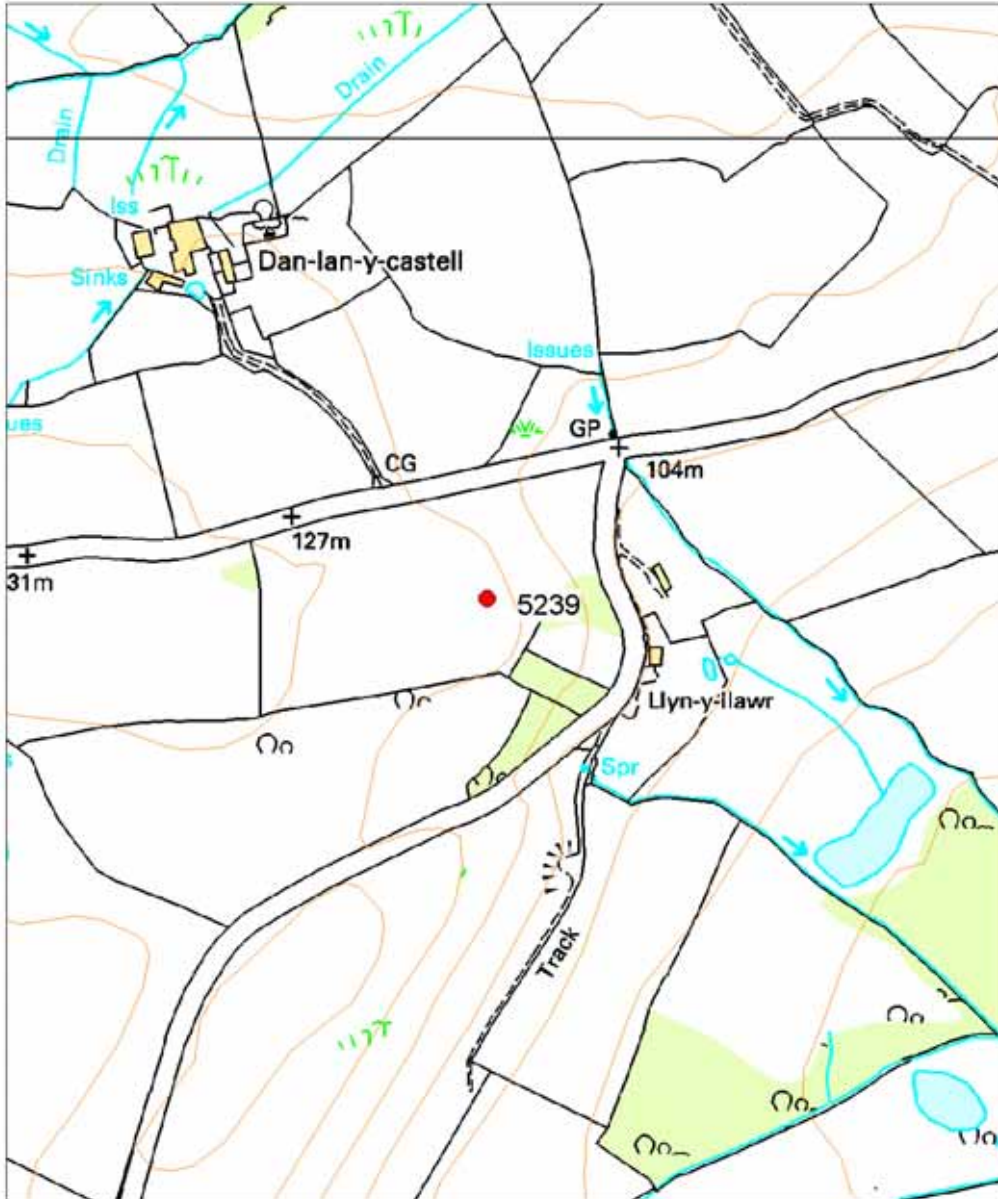 Drain
Drain
Iss
Dan-lan-y-castell
Sinks
Issues
ues
GP
104m
CG
127m
31m
5239
Llyn-y-llawr
Spr
Track